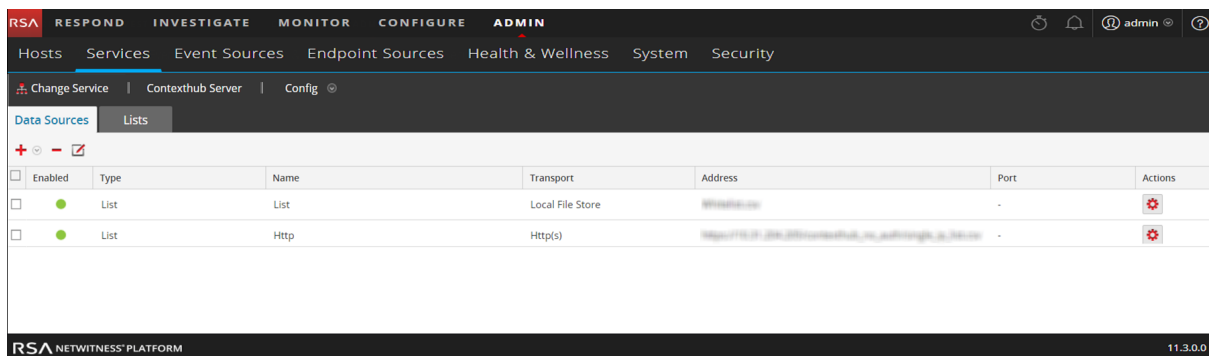 RSA RESPOND INVESTIGATE MONITOR CONFIGURE ADMIN admin
Hosts Services Event Sources Endpoint Sources Health & Wellness System Security
Change Service | Contexthub Server | Config
Data Sources Lists
Enabled Type Name Transport Address Port Actions
List List Local File Store -
List Http Http(s) -
RSA NETWITNESS® PLATFORM 11.3.0.0